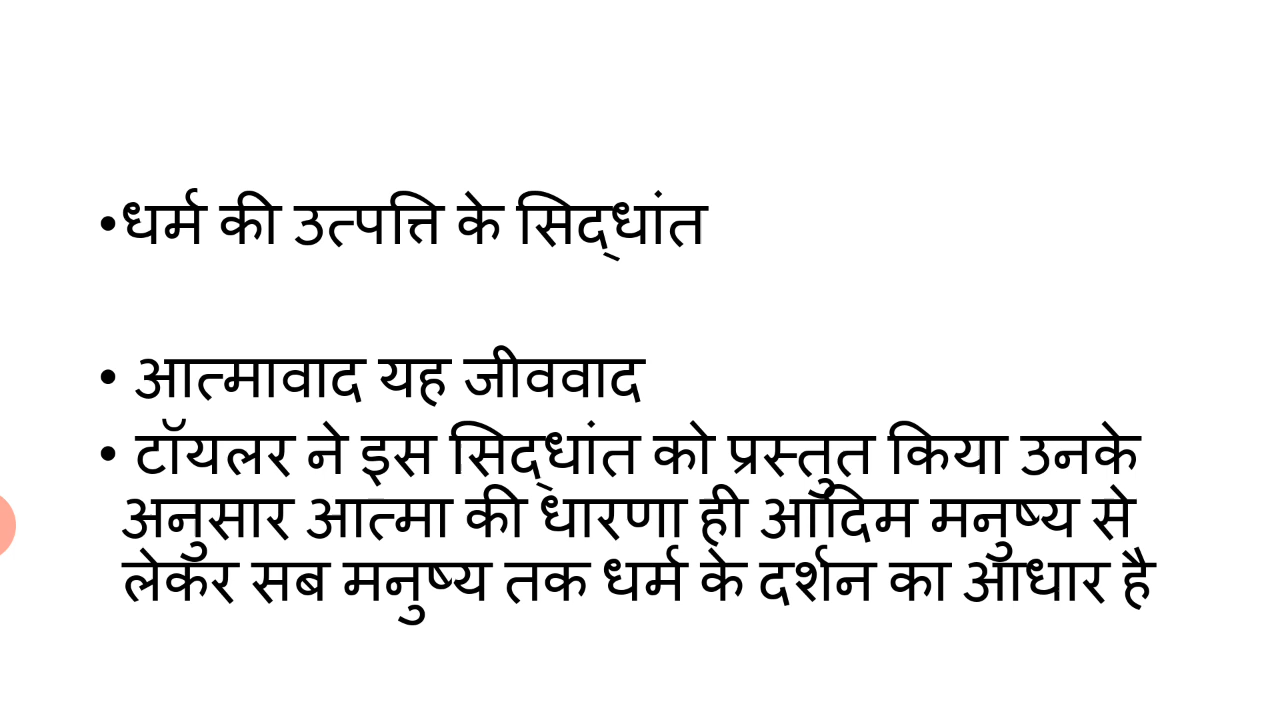 •धर्म की उत्पत्ति के सिद्धांत
• आत्मावाद यह जीववाद
• टॉयलर ने इस सिद्धांत को प्रस्तुत किया उनके
अनुसार आत्मा की धारणा ही आदिम मनुष्य से
लेकर सब मनुष्य तक धर्म के दर्शन का आधार है